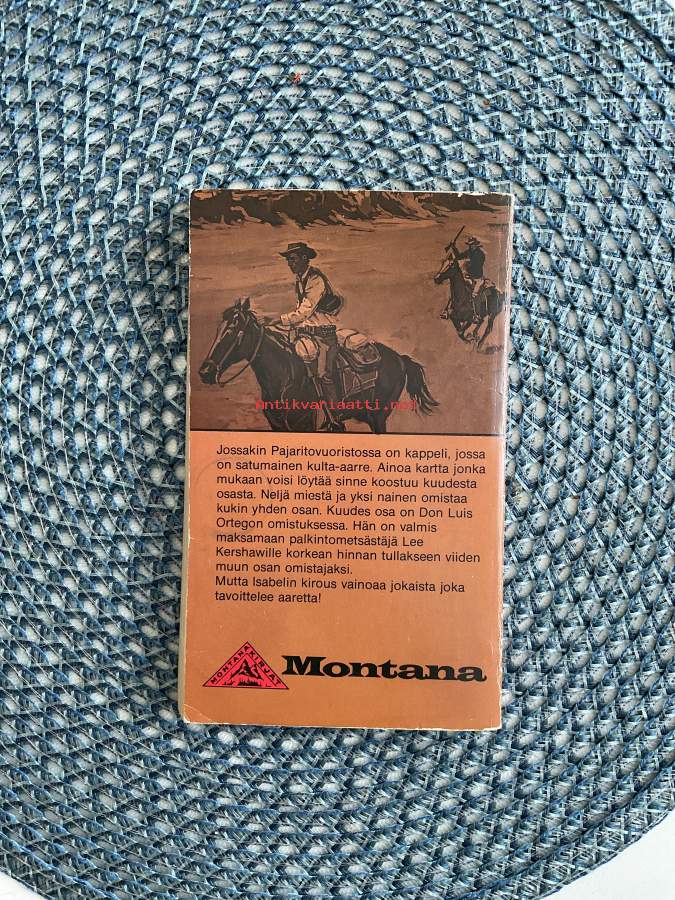 Antikvariaatti.net
Jossakin Pajaritovuoristossa on kappeli, jossa
on satumainen kulta-aarre. Ainoa kartta jonka
mukaan voisi löytää sinne koostuu kuudesta
osasta. Neljä miestä ja yksi nainen omistaa
kukin yhden osan. Kuudes osa on Don Luis
Ortegon omistuksessa. Hän on valmis
maksamaan palkintometsästäjä Lee
Kershawille korkean hinnan tullakseen viiden
muun osan omistajaksi.
Mutta Isabelin kirous vainoaa jokaista joka
tavoittelee aaretta!
MONTANA KIRJAT
Montana